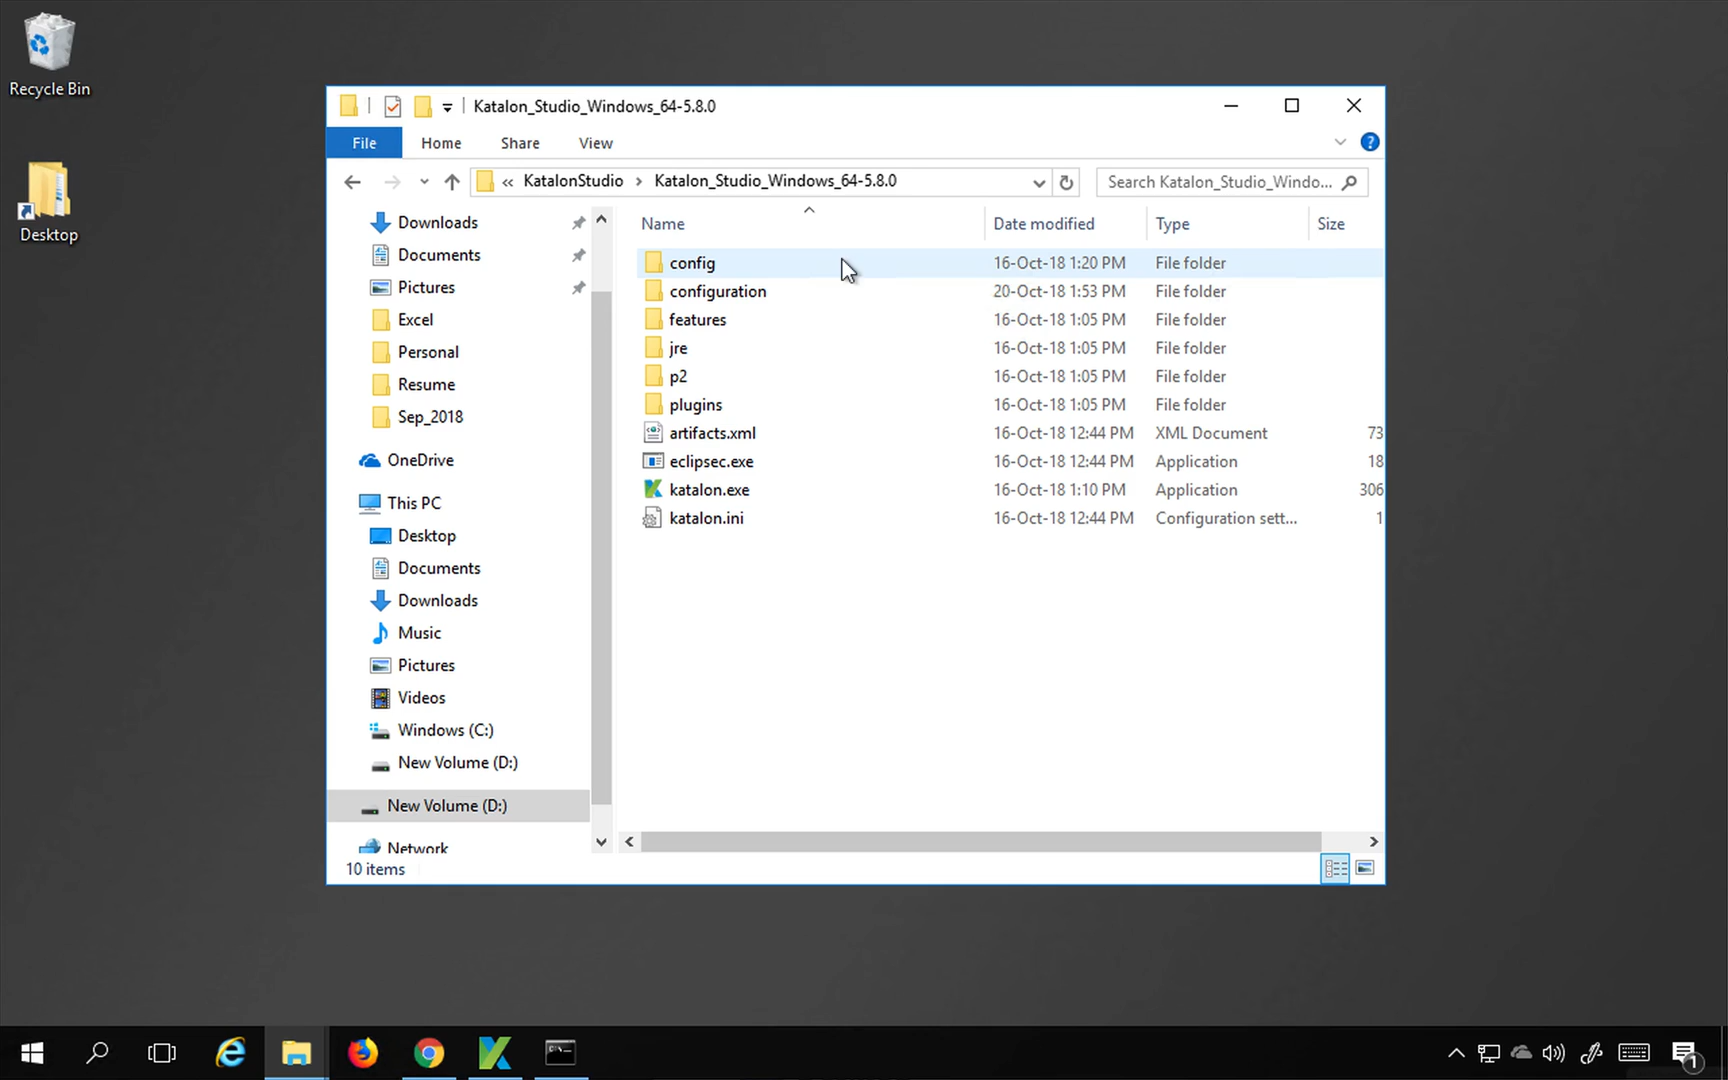 Recycle Bin
Desktop
Katalon_Studio_Windows_64-5.8.0
File Home Share View
« KatalonStudio › Katalon_Studio_Windows_64-5.8.0
Search Katalon_Studio_Windo...
Downloads
Documents
Pictures
Excel
Personal
Resume
Sep_2018
OneDrive
This PC
Desktop
Documents
Downloads
Music
Pictures
Videos
Windows (C:)
New Volume (D:)
New Volume (D:)
Network
Name Date modified Type Size
config 16-Oct-18 1:20 PM File folder
configuration 20-Oct-18 1:53 PM File folder
features 16-Oct-18 1:05 PM File folder
jre 16-Oct-18 1:05 PM File folder
p2 16-Oct-18 1:05 PM File folder
plugins 16-Oct-18 1:05 PM File folder
artifacts.xml 16-Oct-18 12:44 PM XML Document 73
eclipsec.exe 16-Oct-18 12:44 PM Application 18
katalon.exe 16-Oct-18 1:10 PM Application 306
katalon.ini 16-Oct-18 12:44 PM Configuration sett... 1
10 items
1